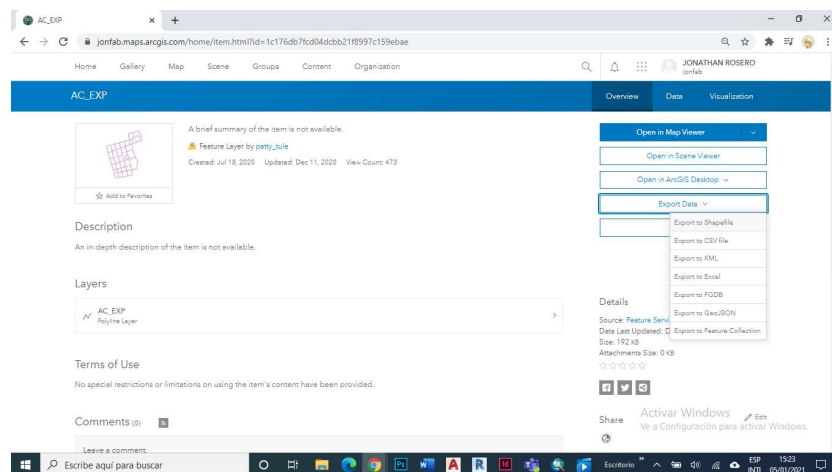 AC_EXP
jonfab.maps.arcgis.com/home/item.html?id=1c176db7fcd04dcbb21f8997c159ebae
Home Gallery Map Scene Groups Content Organization
JONATHAN ROSERO
jonfab
AC_EXP
Overview Data Visualization
A brief summary of the item is not available.
Feature Layer by patty_tule
Created: Jul 18, 2020 Updated: Dec 11, 2020 View Count: 473
Add to Favorites
Open in Map Viewer
Open in Scene Viewer
Open in ArcGIS Desktop
Export Data
Export to Shapefile
Export to CSV file
Export to KML
Export to Excel
Export to FGDB
Export to GeoJSON
Export to Feature Collection
Description
An in-depth description of the item is not available.
Layers
AC_EXP
Polyline Layer
Details
Source: Feature Servi
Data Last Updated: D
Size: 192 KB
Attachments Size: 0 KB
Terms of Use
No special restrictions or limitations on using the item's content have been provided.
Comments (0)
Leave a comment.
Share
Edit
Activar Windows
Ve a Configuración para activar Windows.
Escribe aquí para buscar
Escritorio
ESP
INTL
15:23
05/01/2021